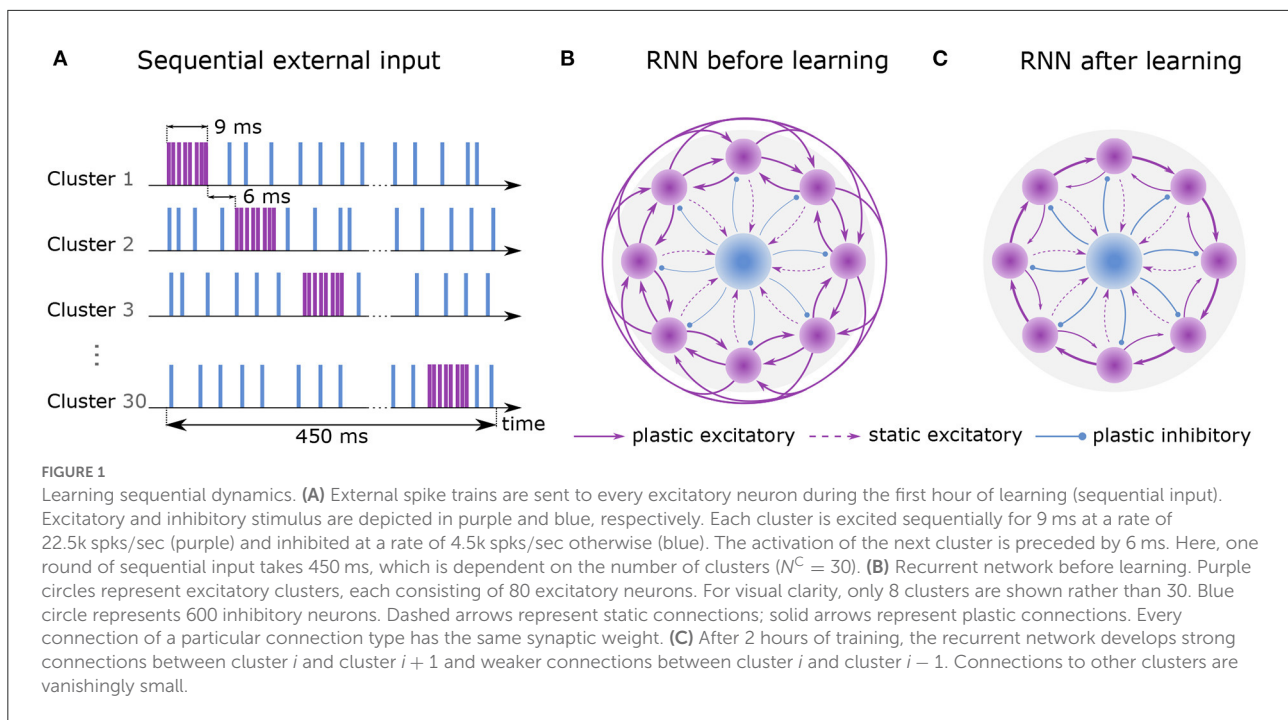 A Sequential external input
B RNN before learning
C RNN after learning
9 ms
Cluster 1
6 ms
Cluster 2
Cluster 3
⋮
Cluster 30
450 ms
time
plastic excitatory
static excitatory
plastic inhibitory
FIGURE 1
Learning sequential dynamics. (A) External spike trains are sent to every excitatory neuron during the first hour of learning (sequential input).
Excitatory and inhibitory stimulus are depicted in purple and blue, respectively. Each cluster is excited sequentially for 9 ms at a rate of
22.5k spks/sec (purple) and inhibited at a rate of 4.5k spks/sec otherwise (blue). The activation of the next cluster is preceded by 6 ms. Here, one
round of sequential input takes 450 ms, which is dependent on the number of clusters (N^C = 30). (B) Recurrent network before learning. Purple
circles represent excitatory clusters, each consisting of 80 excitatory neurons. For visual clarity, only 8 clusters are shown rather than 30. Blue
circle represents 600 inhibitory neurons. Dashed arrows represent static connections; solid arrows represent plastic connections. Every
connection of a particular connection type has the same synaptic weight. (C) After 2 hours of training, the recurrent network develops strong
connections between cluster i and cluster i + 1 and weaker connections between cluster i and cluster i − 1. Connections to other clusters are
vanishingly small.